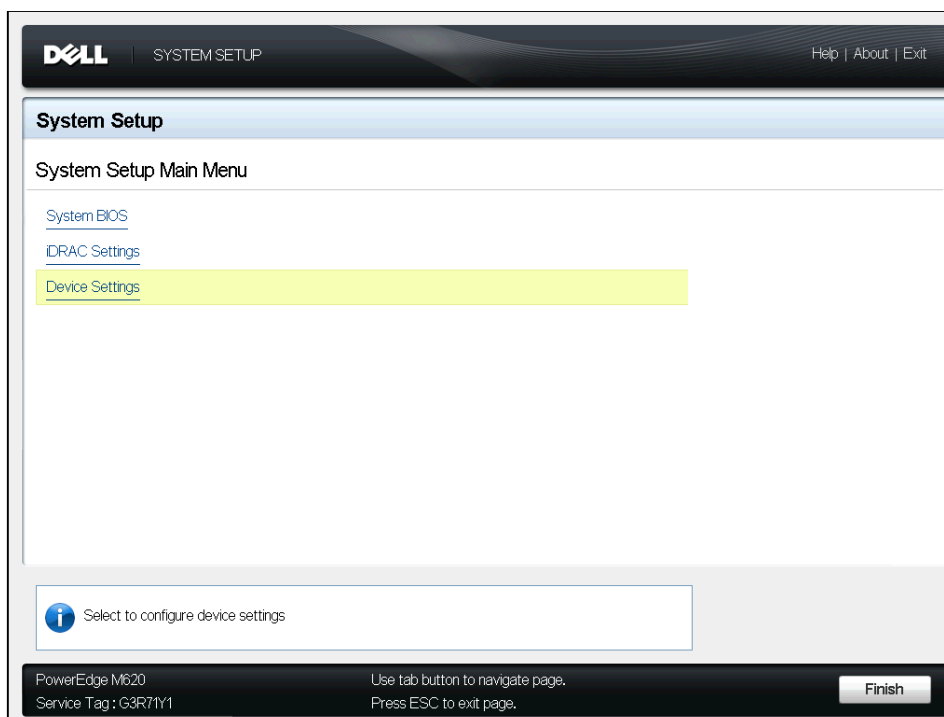 DELL SYSTEM SETUP Help | About | Exit
System Setup
System Setup Main Menu
System BIOS
iDRAC Settings
Device Settings
Select to configure device settings
PowerEdge M620 Use tab button to navigate page.
Service Tag : G3R71Y1 Press ESC to exit page.
Finish